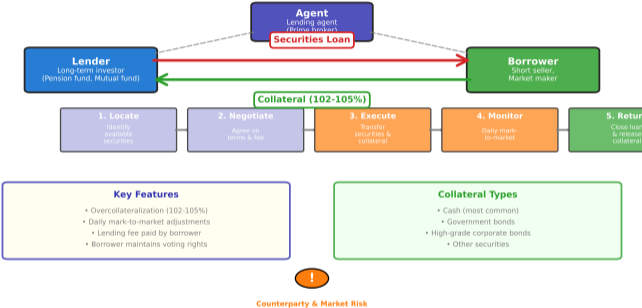 Agent
Lending agent
(Prime broker)
Securities Loan
Lender
Long-term investor
(Pension fund, Mutual fund)
Borrower
Short seller,
Market maker
Collateral (102-105%)
1. Locate
Identify
available
securities
2. Negotiate
Agree on
terms & fee
3. Execute
Transfer
securities &
collateral
4. Monitor
Daily mark-
to-market
5. Retur
Close loan
& release
collateral
Key Features
• Overcollateralization (102-105%)
• Daily mark-to-market adjustments
• Lending fee paid by borrower
• Borrower maintains voting rights
Collateral Types
• Cash (most common)
• Government bonds
• High-grade corporate bonds
• Other securities
!
Counterparty & Market Risk